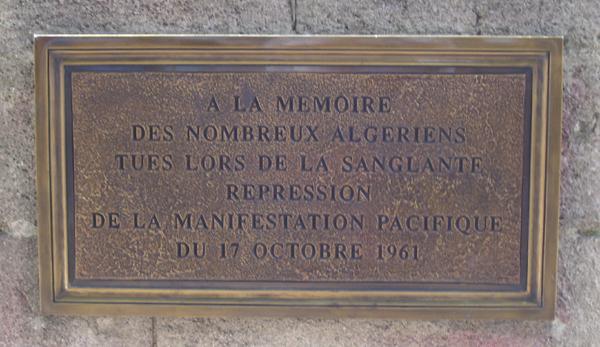 A LA MEMOIRE
DES NOMBREUX ALGERIENS
TUES LORS DE LA SANGLANTE
REPRESSION
DE LA MANIFESTATION PACIFIQUE
DU 17 OCTOBRE 1961